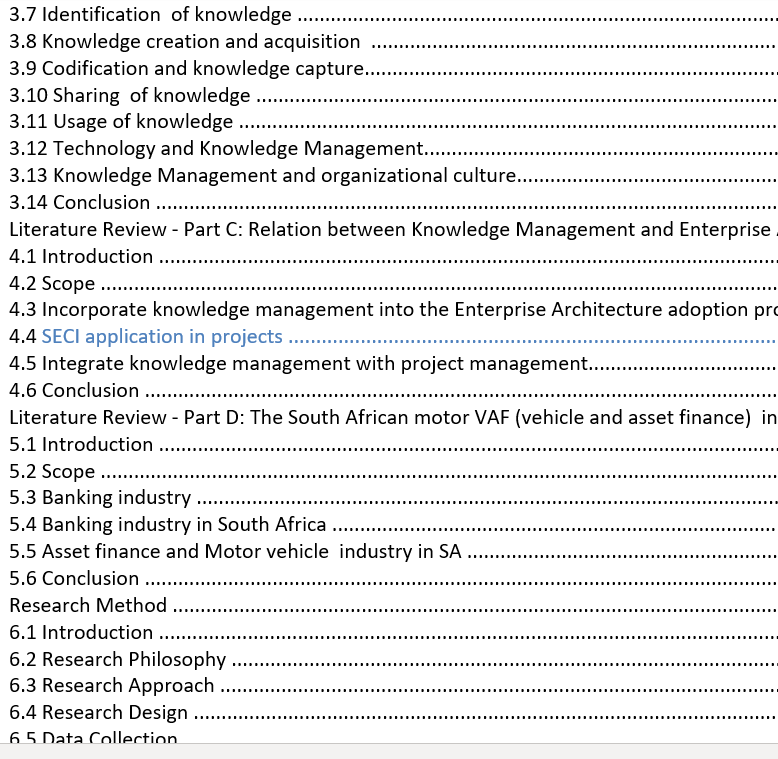 3.7 Identification  of knowledge ........................................................................
3.8 Knowledge creation and acquisition  ............................................................
3.9 Codification and knowledge capture.............................................................
3.10 Sharing  of knowledge ..............................................................................
3.11 Usage of knowledge .................................................................................
3.12 Technology and Knowledge Management....................................................
3.13 Knowledge Management and organizational culture.....................................
3.14 Conclusion ..............................................................................................
Literature Review - Part C: Relation between Knowledge Management and Enterprise
4.1 Introduction ..............................................................................................
4.2 Scope ......................................................................................................
4.3 Incorporate knowledge management into the Enterprise Architecture adoption
4.4 SECI application in projects .........................................................................
4.5 Integrate knowledge management with project management............................
4.6 Conclusion ................................................................................................
Literature Review - Part D: The South African motor VAF (vehicle and asset finance)  in
5.1 Introduction ..............................................................................................
5.2 Scope ......................................................................................................
5.3 Banking industry ........................................................................................
5.4 Banking industry in South Africa ...................................................................
5.5 Asset finance and Motor vehicle  industry in SA ...............................................
5.6 Conclusion ................................................................................................
Research Method ............................................................................................
6.1 Introduction ..............................................................................................
6.2 Research Philosophy ...................................................................................
6.3 Research Approach .....................................................................................
6.4 Research Design .........................................................................................
6.5 Data Collection